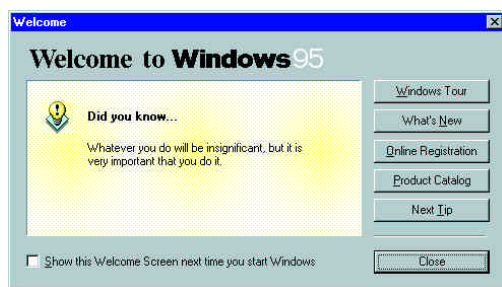 Welcome
Welcome to Windows95
Did you know...
Whatever you do will be insignificant, but it is
very important that you do it.
Windows Tour
What's New
Online Registration
Product Catalog
Next Tip
Show this Welcome Screen next time you start Windows
Close